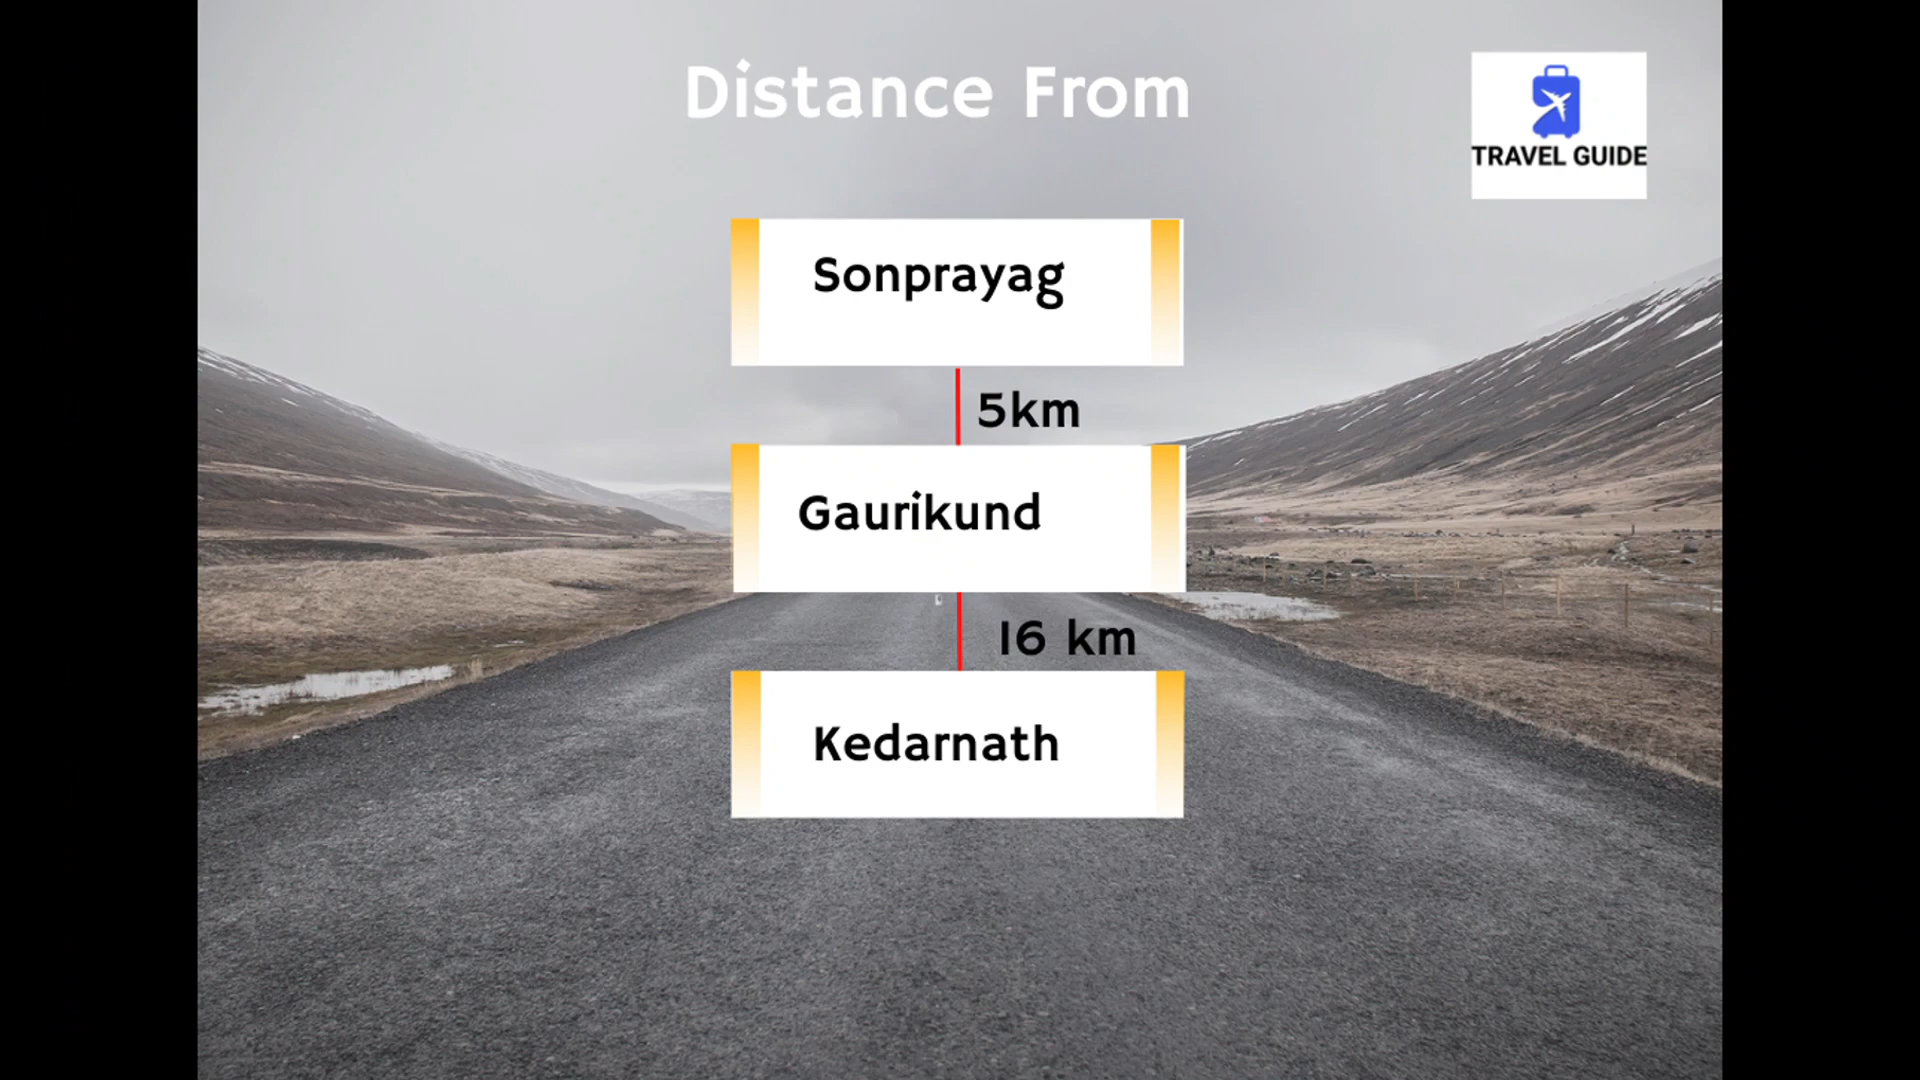 Distance From
TRAVEL GUIDE
Sonprayag
5km
Gaurikund
16 km
Kedarnath